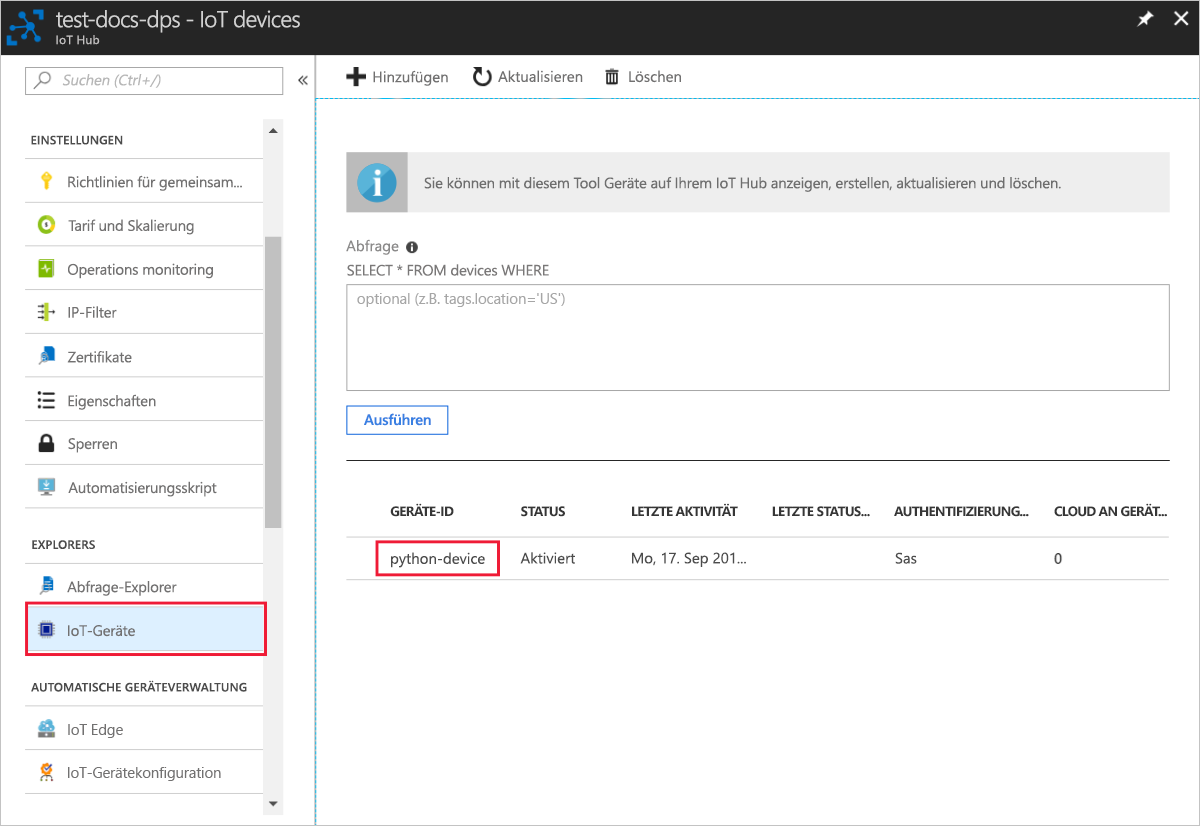 test-docs-dps - IoT devices
IoT Hub
Suchen (Ctrl+/)
«
Hinzufügen
Aktualisieren
Löschen
EINSTELLUNGEN
Richtlinien für gemeinsam...
Tarif und Skalierung
Operations monitoring
IP-Filter
Zertifikate
Eigenschaften
Sperren
Automatisierungsskript
EXPLORERS
Abfrage-Explorer
IoT-Geräte
AUTOMATISCHE GERÄTEVERWALTUNG
IoT Edge
IoT-Gerätekonfiguration
Sie können mit diesem Tool Geräte auf Ihrem IoT Hub anzeigen, erstellen, aktualisieren und löschen.
Abfrage
SELECT * FROM devices WHERE
optional (z.B. tags.location='US')
Ausführen
GERÄTE-ID STATUS LETZTE AKTIVITÄT LETZTE STATUS... AUTHENTIFIZIERUNG... CLOUD AN GERÄT...
python-device Aktiviert Mo, 17. Sep 201... Sas 0